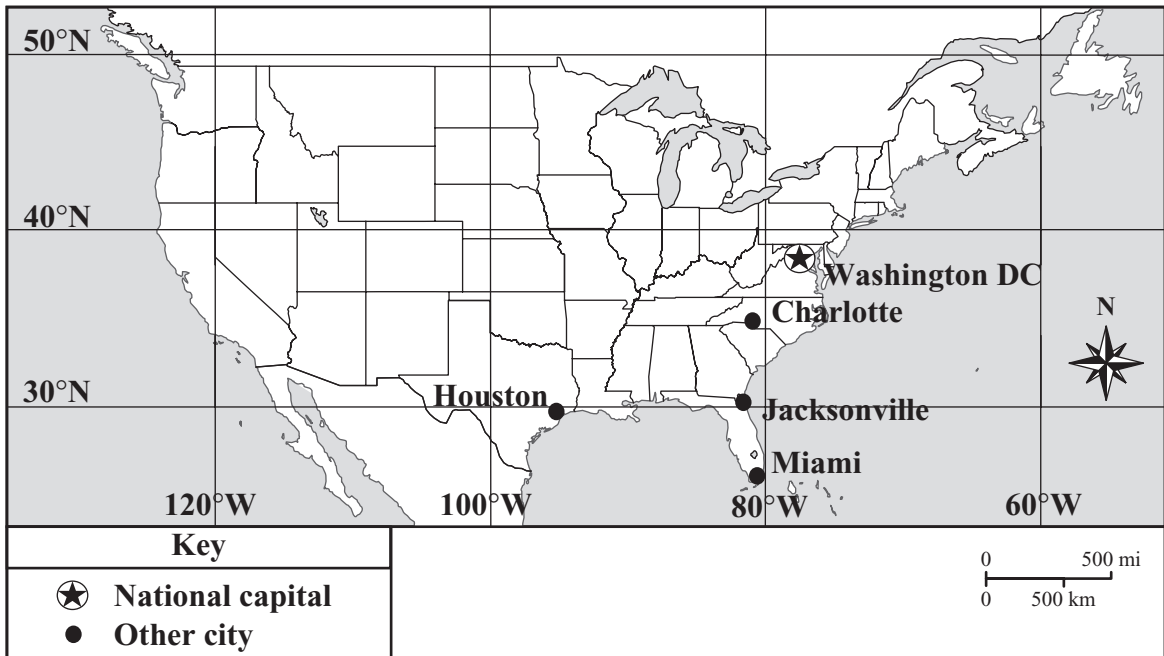 50°N
40°N
Washington DC
Charlotte
N
30°N
Houston
Jacksonville
Miami
120°W
100°W
80°W
60°W
Key
National capital
Other city
0 500 mi
0 500 km